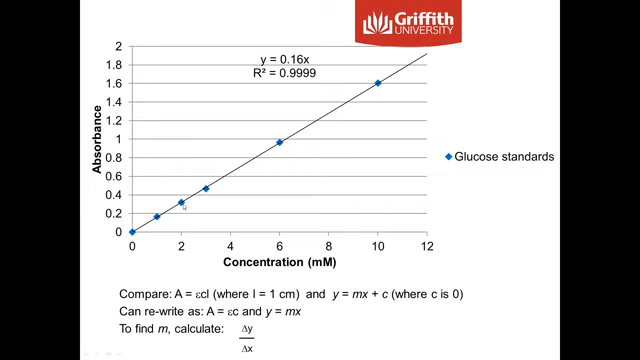 Griffith
UNIVERSITY
y = 0.16x
R² = 0.9999
2
1.8
1.6
1.4
1.2
1
0.8
0.6
0.4
0.2
0
Absorbance
Glucose standards
0 2 4 6 8 10 12
Concentration (mM)
Compare: A = εcl (where l = 1 cm) and y = mx + c (where c is 0)
Can re-write as: A = εc and y = mx
To find m, calculate: Δy
Δx